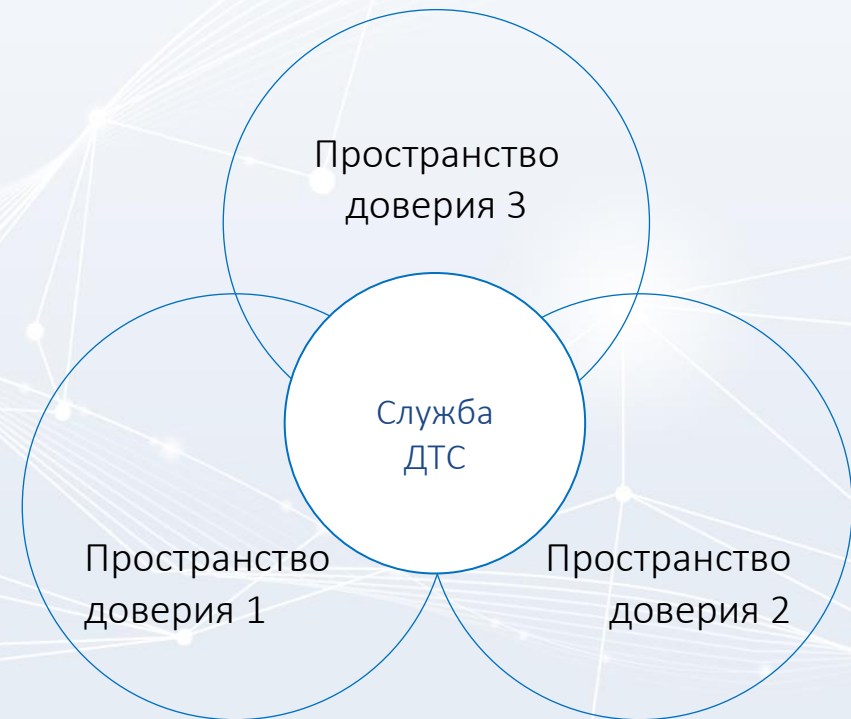 Пространство
доверия 3
Служба
ДТС
Пространство
доверия 1
Пространство
доверия 2